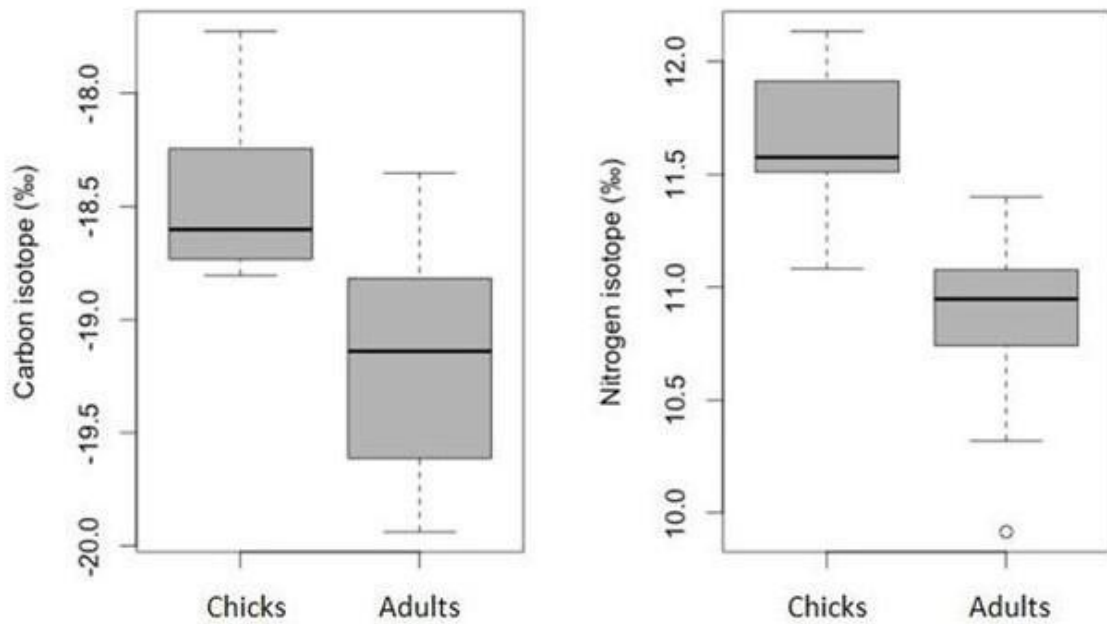 Carbon isotope (‰)
-18.0
-18.5
-19.0
-19.5
-20.0
Chicks
Adults
Nitrogen isotope (‰)
12.0
11.5
11.0
10.5
10.0
Chicks
Adults